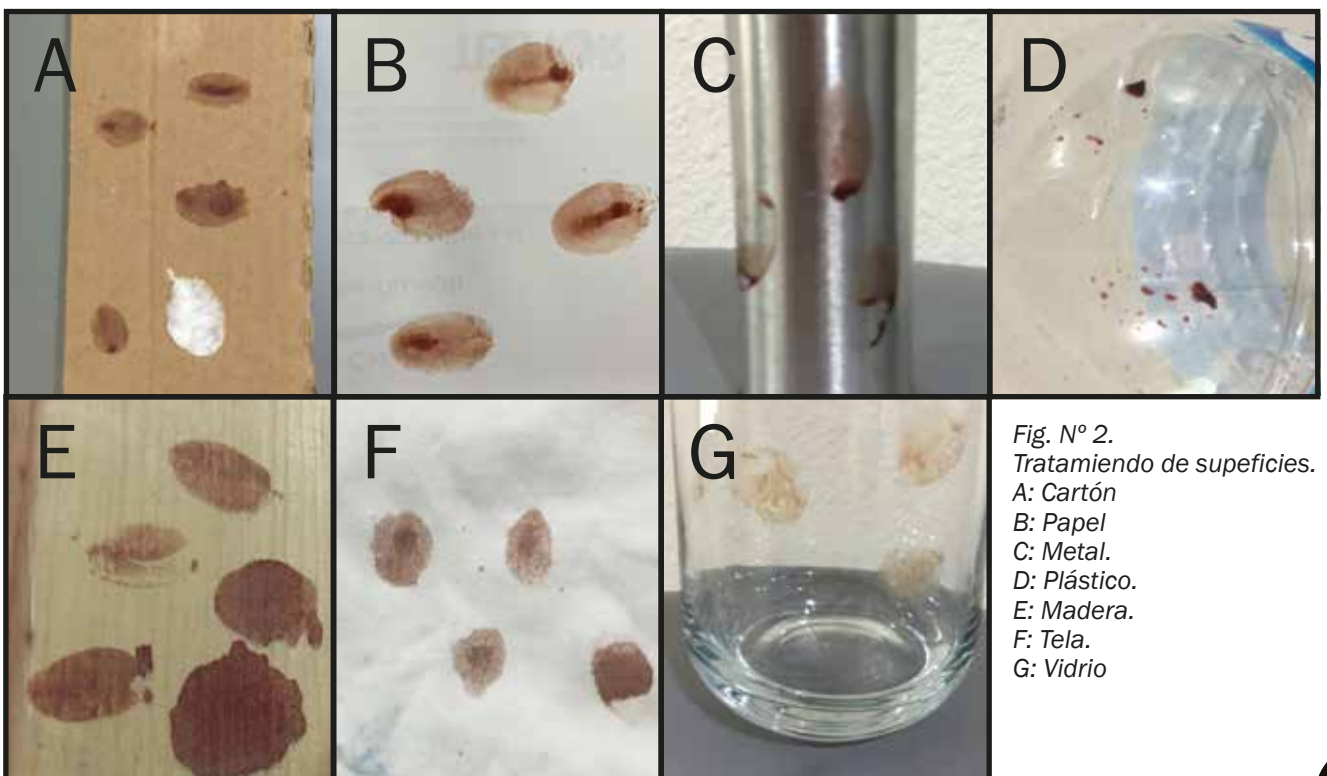 A
B
C
D
E
F
G
Fig. Nº 2.
Tratamiendo de supeficies.
A: Cartón
B: Papel
C: Metal.
D: Plástico.
E: Madera.
F: Tela.
G: Vidrio